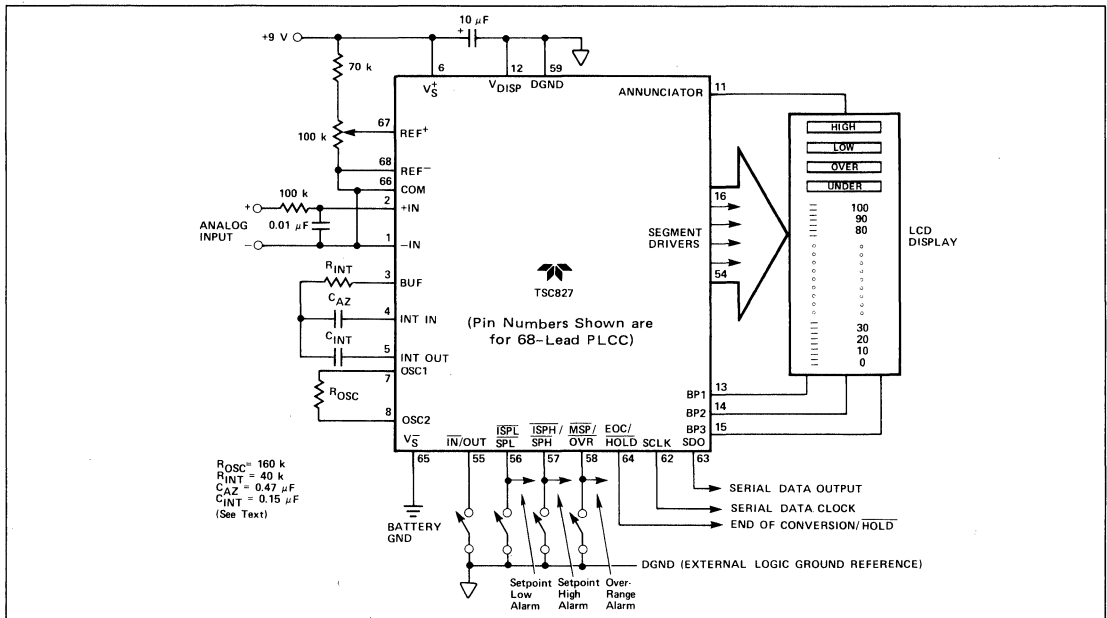 10 µF
+
+9 V
6
12
59
70 k
V+S
VDISP
DGND
ANNUNCIATOR
11
67
REF+
100 k
HIGH
LOW
OVER
UNDER
68
REF−
66
COM
100 k
2
+IN
+
ANALOG
INPUT
0.01 µF
−
1
−IN
16
SEGMENT
DRIVERS
54
100
90
80
30
20
10
0
LCD
DISPLAY
RINT
3
BUF
CAZ
4
INT IN
CINT
5
INT OUT
TSC827
(Pin Numbers Shown are
for 68-Lead PLCC)
OSC1
7
ROSC
8
OSC2
BP1
13
BP2
14
BP3
15
V−S
IN/OUT
ISPL
SPL
ISPH/
SPH
MSP/
OVR
EOC/
HOLD
SCLK
SDO
65
55
56
57
58
64
62
63
ROSC= 160 k
RINT = 40 k
CAZ = 0.47 µF
CINT = 0.15 µF
(See Text)
BATTERY
GND
SERIAL DATA OUTPUT
SERIAL DATA CLOCK
END OF CONVERSION/HOLD
DGND (EXTERNAL LOGIC GROUND REFERENCE)
Setpoint
Low
Alarm
Setpoint
High
Alarm
Over-
Range
Alarm